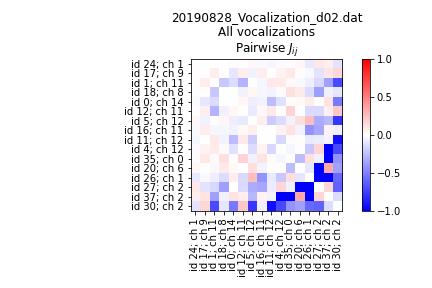 20190828_Vocalization_d02.dat
All vocalizations
Pairwise J_{ij}
id 24; ch 1
id 17; ch 9
id 1; ch 11
id 18; ch 8
id 0; ch 14
id 12; ch 11
id 5; ch 12
id 16; ch 11
id 11; ch 12
id 4; ch 12
id 35; ch 0
id 20; ch 6
id 26; ch 1
id 27; ch 2
id 37; ch 2
id 30; ch 2
id 24; ch 1
id 17; ch 9
id 1; ch 11
id 18; ch 8
id 0; ch 14
id 12; ch 11
id 5; ch 12
id 16; ch 11
id 11; ch 12
id 4; ch 12
id 35; ch 0
id 20; ch 6
id 26; ch 1
id 27; ch 2
id 37; ch 2
id 30; ch 2
1.0
0.5
0.0
−0.5
−1.0